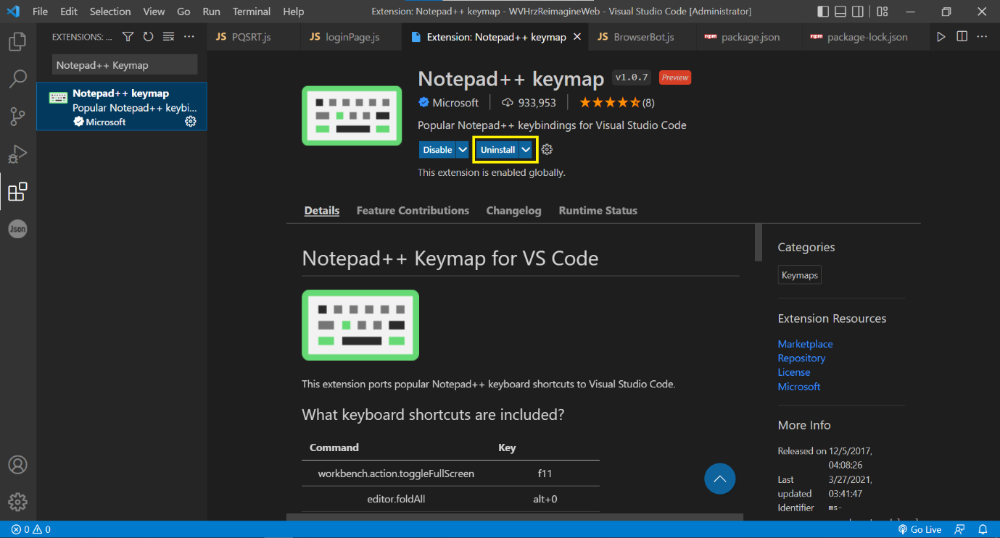 File Edit Selection View Go Run Terminal Help
Extension: Notepad++ keymap - WVHrzReimagineWeb - Visual Studio Code [Administrator]
EXTENSIONS: ...
JS PQSRT.js
JS loginPage.js
Extension: Notepad++ keymap
JS BrowserBot.js
npm package.json
npm package-lock.json
Notepad++ Keymap
Notepad++ keymap
Popular Notepad++ keybi...
Microsoft
Json
Notepad++ keymap v1.0.7 Preview
Microsoft 933,953 (8)
Popular Notepad++ keybindings for Visual Studio Code
Disable Uninstall
This extension is enabled globally.
Details Feature Contributions Changelog Runtime Status
Notepad++ Keymap for VS Code
This extension ports popular Notepad++ keyboard shortcuts to Visual Studio Code.
What keyboard shortcuts are included?
Command Key
workbench.action.toggleFullScreen f11
editor.foldAll alt+0
Categories
Keymaps
Extension Resources
Marketplace
Repository
License
Microsoft
More Info
Released on 12/5/2017,
04:08:26
Last 3/27/2021,
updated 03:41:47
Identifier ms-
0 0
Go Live